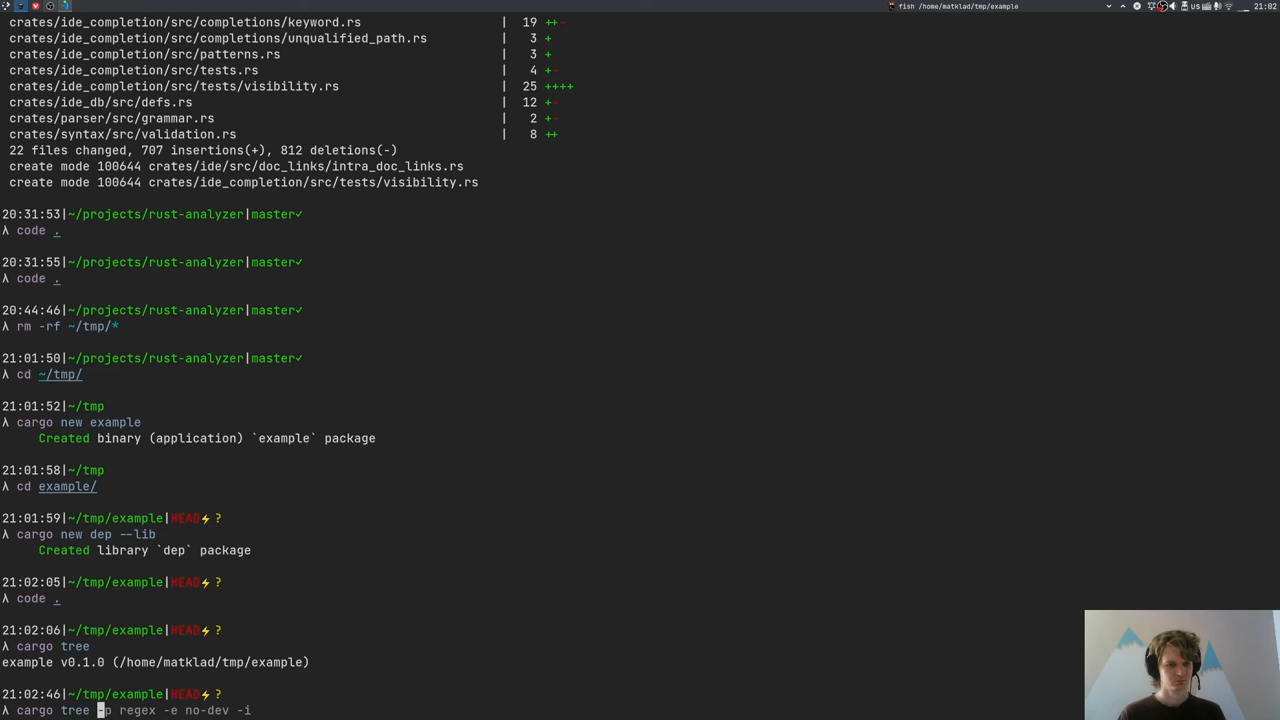 fish /home/matklad/tmp/example
us
21:02
crates/ide_completion/src/completions/keyword.rs | 19 ++-
crates/ide_completion/src/completions/unqualified_path.rs | 3 +
crates/ide_completion/src/patterns.rs | 3 +
crates/ide_completion/src/tests.rs | 4 +-
crates/ide_completion/src/tests/visibility.rs | 25 ++++
crates/ide_db/src/defs.rs | 12 +-
crates/parser/src/grammar.rs | 2 +-
crates/syntax/src/validation.rs | 8 ++
22 files changed, 707 insertions(+), 812 deletions(-)
create mode 100644 crates/ide/src/doc_links/intra_doc_links.rs
create mode 100644 crates/ide_completion/src/tests/visibility.rs
20:31:53|~/projects/rust-analyzer|master✓
λ code .
20:31:55|~/projects/rust-analyzer|master✓
λ code .
20:44:46|~/projects/rust-analyzer|master✓
λ rm -rf ~/tmp/*
21:01:50|~/projects/rust-analyzer|master✓
λ cd ~/tmp/
21:01:52|~/tmp
λ cargo new example
Created binary (application) `example` package
21:01:58|~/tmp
λ cd example/
21:01:59|~/tmp/example|HEAD⚡?
λ cargo new dep --lib
Created library `dep` package
21:02:05|~/tmp/example|HEAD⚡?
λ code .
21:02:06|~/tmp/example|HEAD⚡?
λ cargo tree
example v0.1.0 (/home/matklad/tmp/example)
21:02:46|~/tmp/example|HEAD⚡?
λ cargo tree -p regex -e no-dev -i